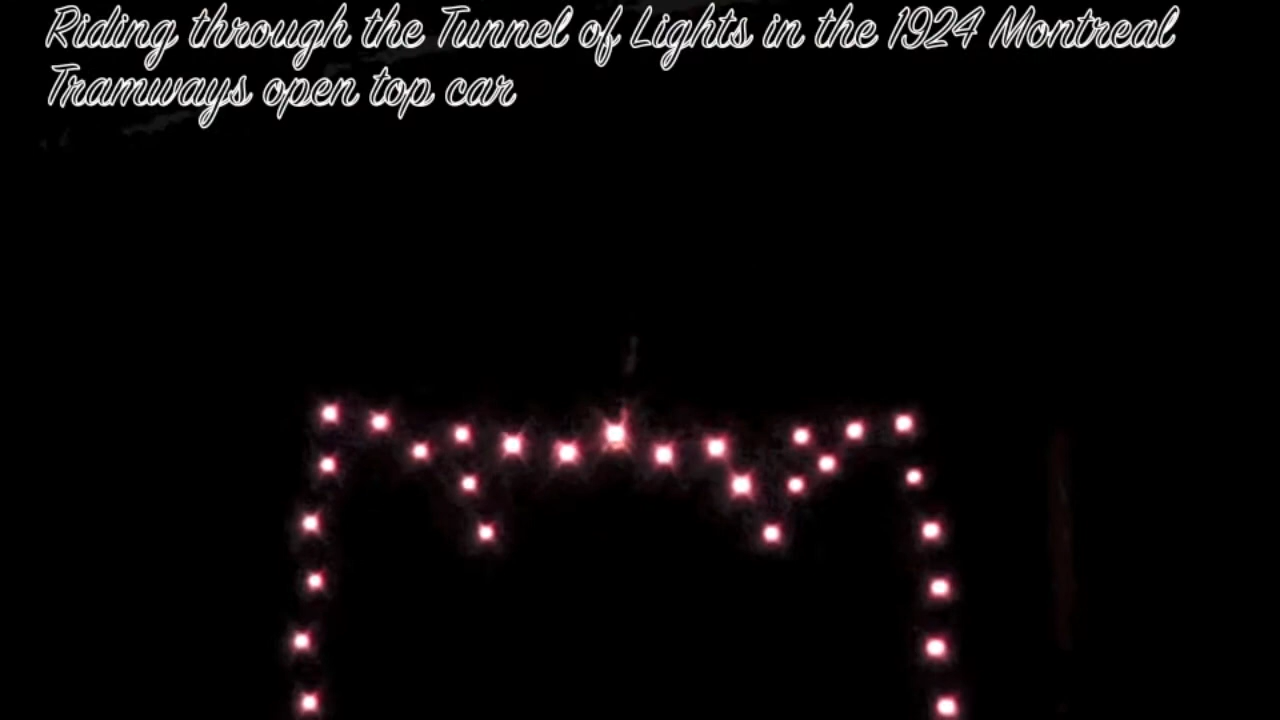 Riding through the Tunnel of Lights in the 1924 Montreal
Tramways open top car